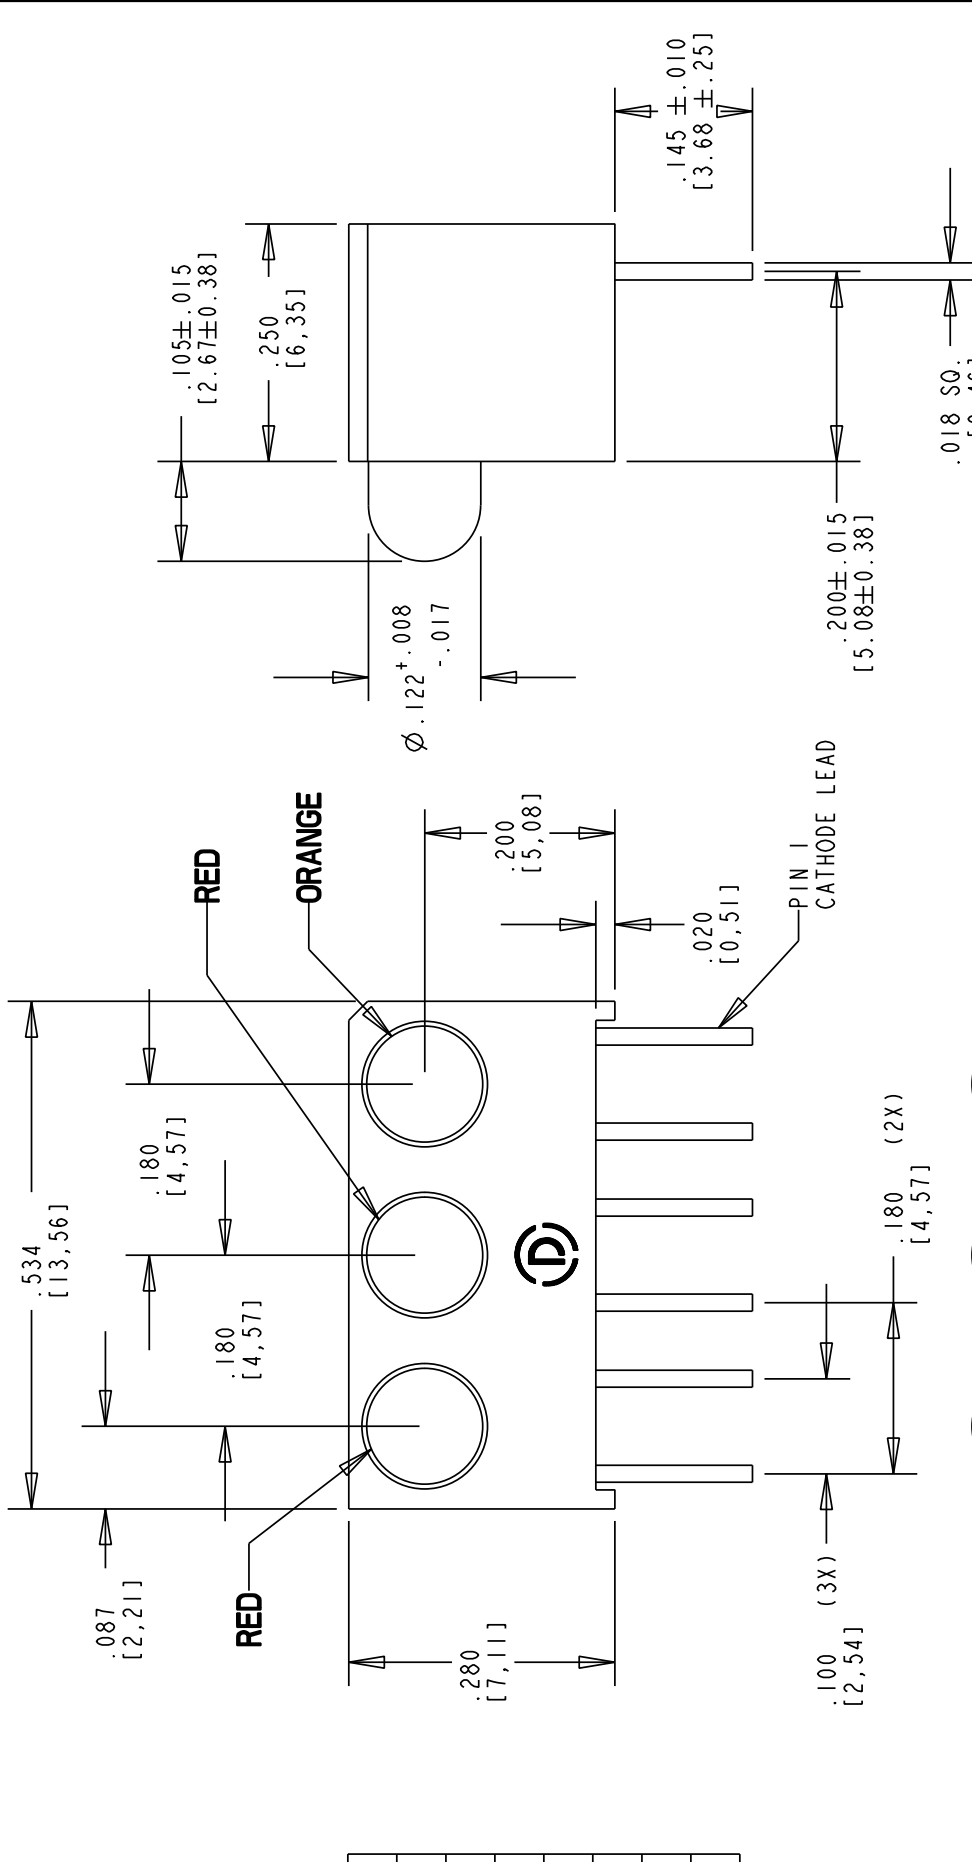 .145 ±.010
[3.68 ±.25]
.105±.015
[2.67±0.38]
.250
[6,35]
.018 SQ.
.200±.015
[5.08±0.38]
Ø.122 +.008
-.017
RED
ORANGE
.200
[5,08]
.020
[0,51]
PIN 1
CATHODE LEAD
.534
[13,56]
.180
[4,57]
.180
[4,57]
.180 (2X)
[4,57]
D
.087
[2,21]
RED
.280
[7,11]
.100 (3X)
[2,54]